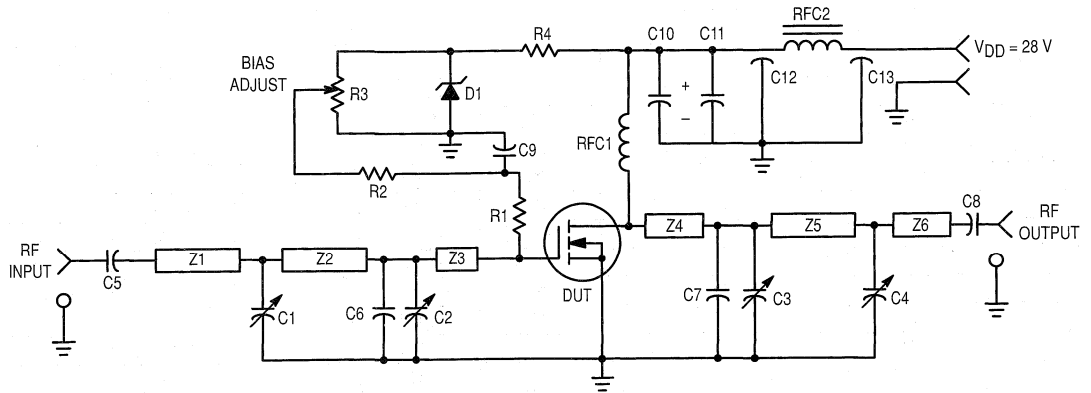 RFC2
R4
C10
C11
V_DD = 28 V
BIAS
ADJUST
R3
D1
C12
C13
+
–
RFC1
C9
R2
R1
C8
RF
INPUT
Z1
Z2
Z3
Z4
Z5
Z6
RF
OUTPUT
C5
DUT
C1
C6
C2
C7
C3
C4